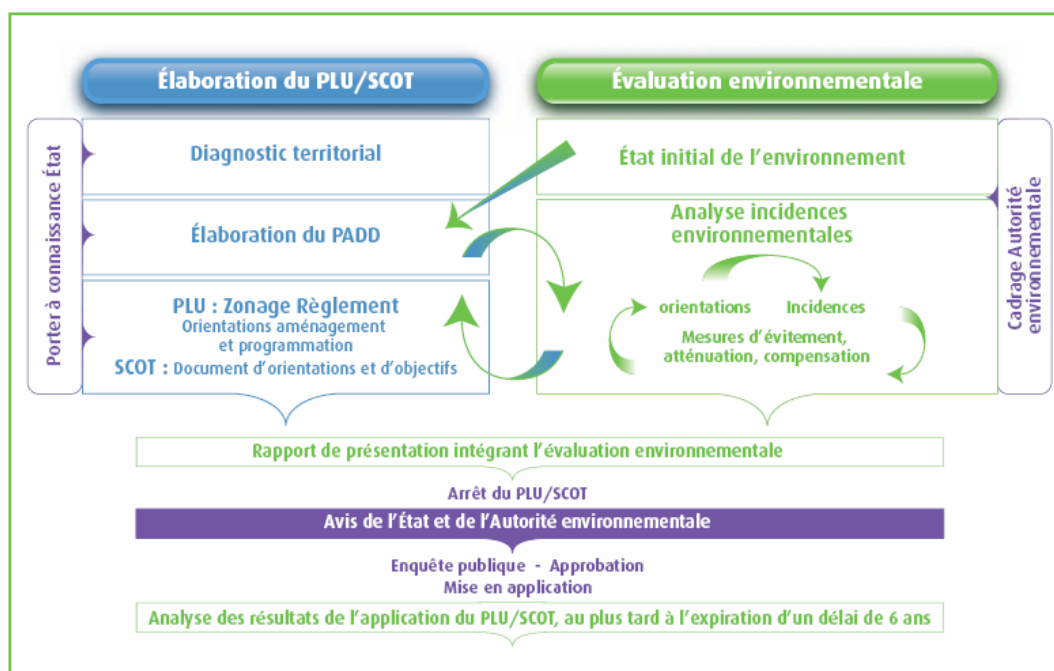 Élaboration du PLU/SCOT
Évaluation environnementale
Porter à connaissance État
Diagnostic territorial
Élaboration du PADD
PLU : Zonage Règlement
Orientations aménagement
et programmation
SCOT : Document d'orientations et d'objectifs
État initial de l'environnement
Analyse incidences
environnementales
orientations
Incidences
Mesures d'évitement,
atténuation, compensation
Cadrage Autorité
environnementale
Rapport de présentation intégrant l'évaluation environnementale
Arrêt du PLU/SCOT
Avis de l'État et de l'Autorité environnementale
Enquête publique - Approbation
Mise en application
Analyse des résultats de l'application du PLU/SCOT, au plus tard à l'expiration d'un délai de 6 ans